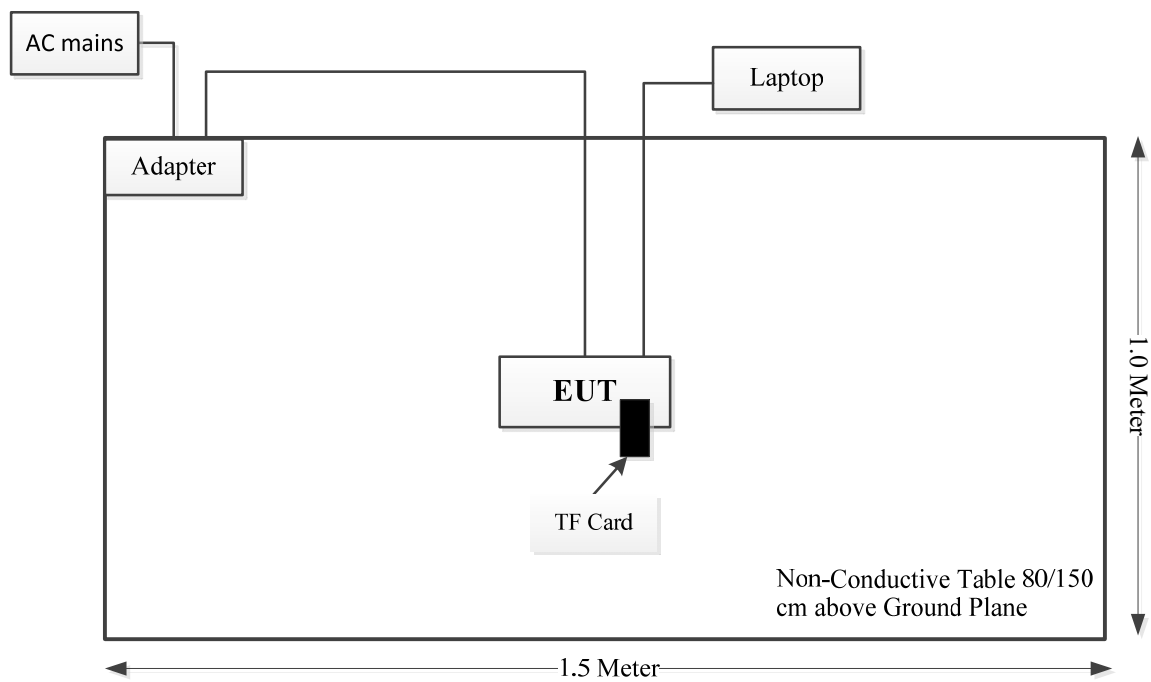 AC mains
Laptop
Adapter
EUT
TF Card
1.0 Meter
Non-Conductive Table 80/150
cm above Ground Plane
1.5 Meter